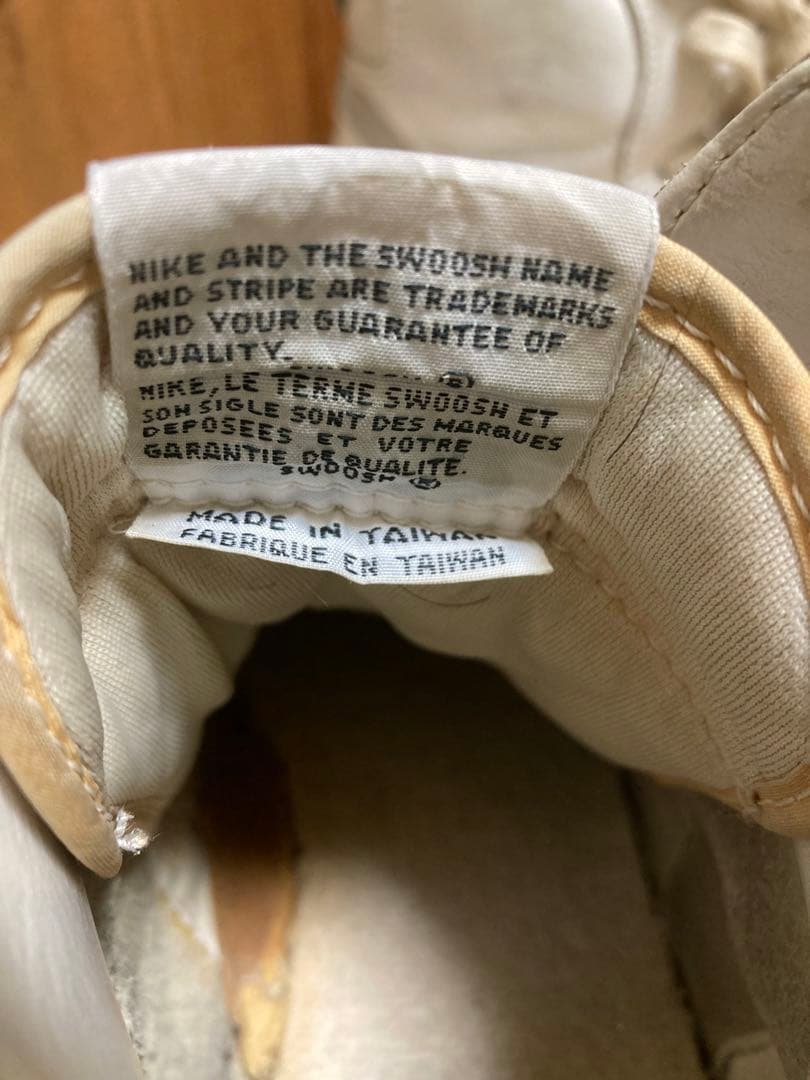 NIKE AND THE SWOOSH NAME
AND STRIPE ARE TRADEMARKS
AND YOUR GUARANTEE OF
QUALITY.
SWOOSH ®
NIKE, LE TERME SWOOSH ET
SON SIGLE SONT DES MARQUES
DEPOSEES ET VOTRE
GARANTIE DE QUALITE.
SWOOSH ®
MADE IN TAIWAN
FABRIQUE EN TAIWAN